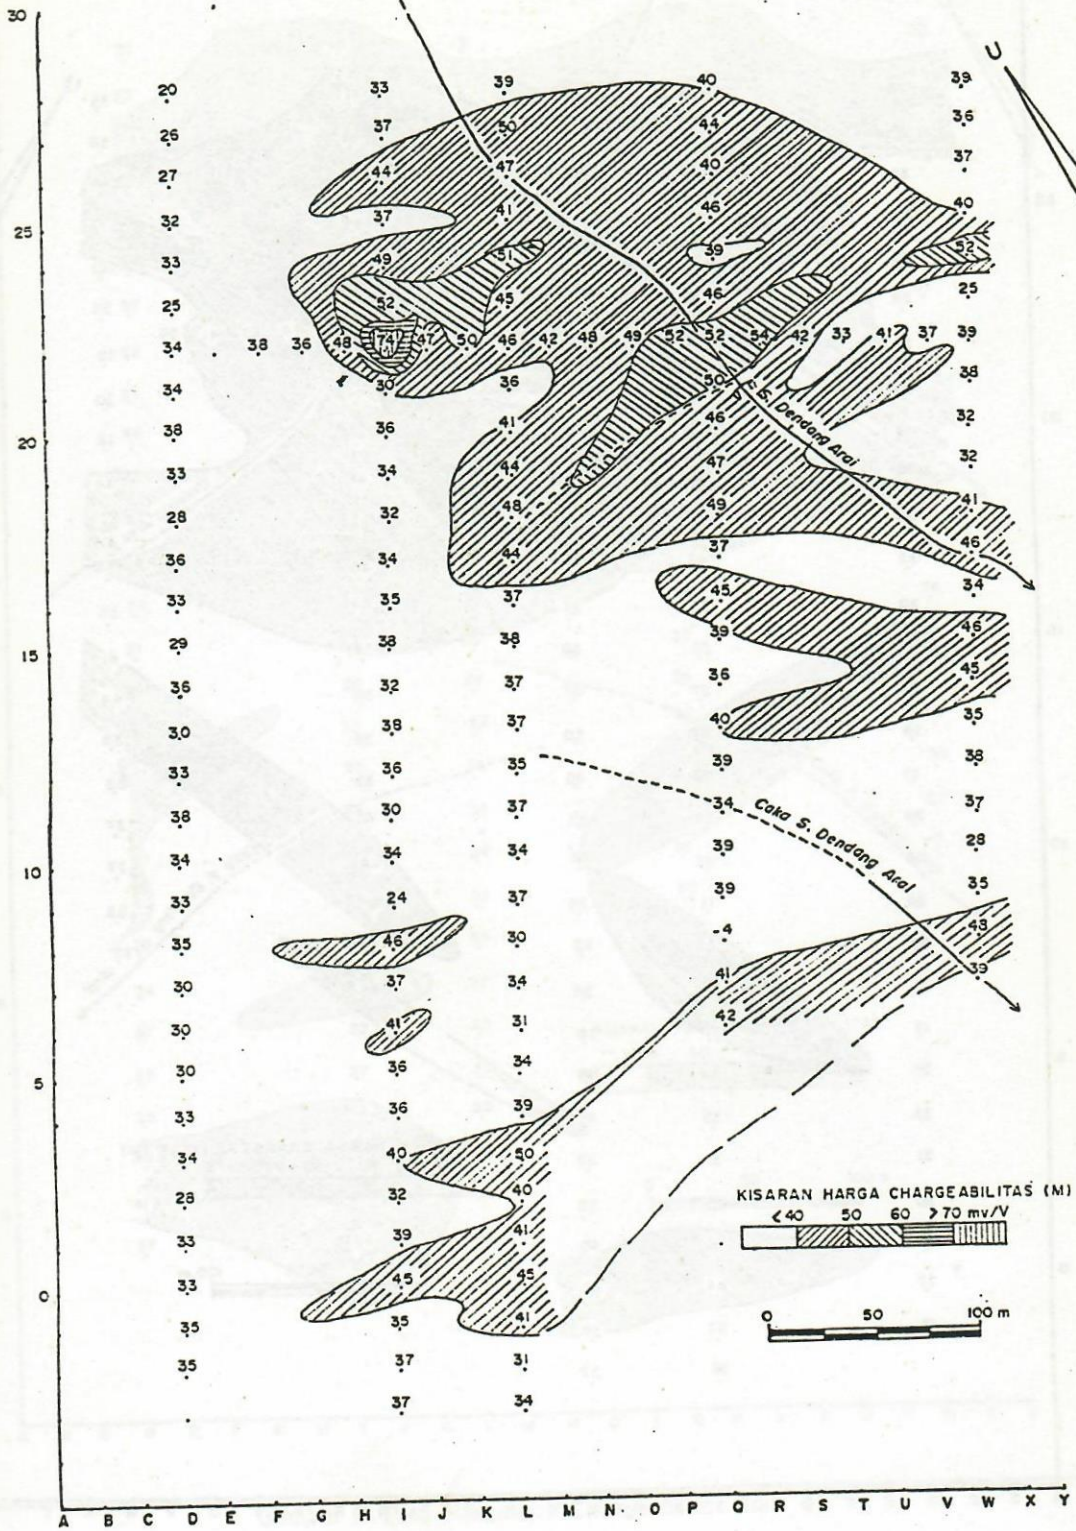 30
U
20 33 39 40 39
26 37 50 44 36
27 44 47 40 37
32 37 41 46 40
25
33 49 51 39 52
25 52 45 46 25
34 38 36 48 74 47 50 46 42 48 49 52 52 54 42 33 41 37 39
34 30 36 50 38
S. Dendang Arai
38 36 41 46 32
20
33 34 44 47 32
28 32 48 49 41
36 34 44 37 46
33 35 37 45 34
29 38 38 39 46
15
36 32 37 36 45
30 38 37 40 35
33 36 35 39 38
38 30 37 34 37
Caka S. Dendang Arai
34 34 34 39 28
10
33 24 37 39 35
35 46 30 4 43
30 37 34 41 39
39 41 31 42
30 36 34
5
33 36 39
34 40 50
28 32 40
33 39 41
33 45 45
0
35 35 41
35 37 31
37 34
KISARAN HARGA CHARGEABILITAS (M)
<40 50 60 >70 mv/V
0 50 100 m
A B C D E F G H I J K L M N O P Q R S T U V W X Y